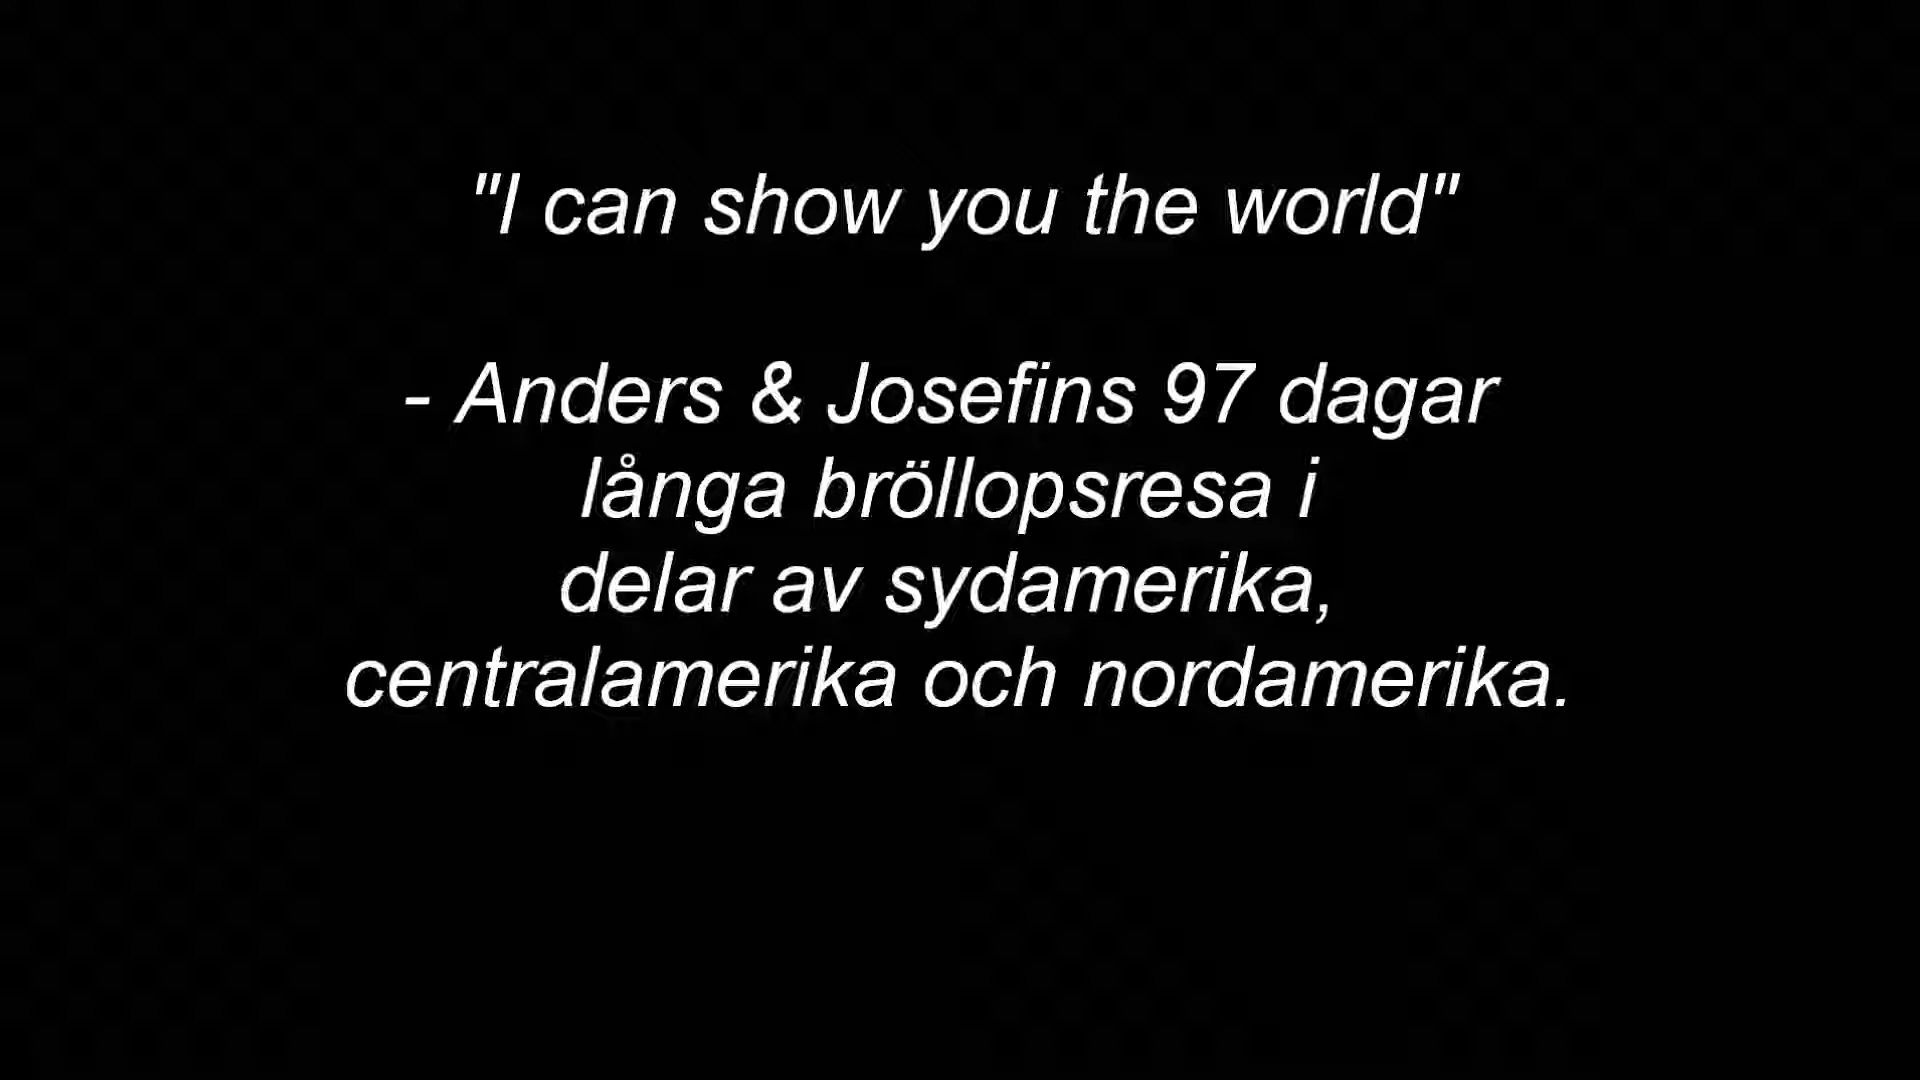 "I can show you the world"
- Anders & Josefins 97 dagar
långa bröllopsresa i
delar av sydamerika,
centralamerika och nordamerika.